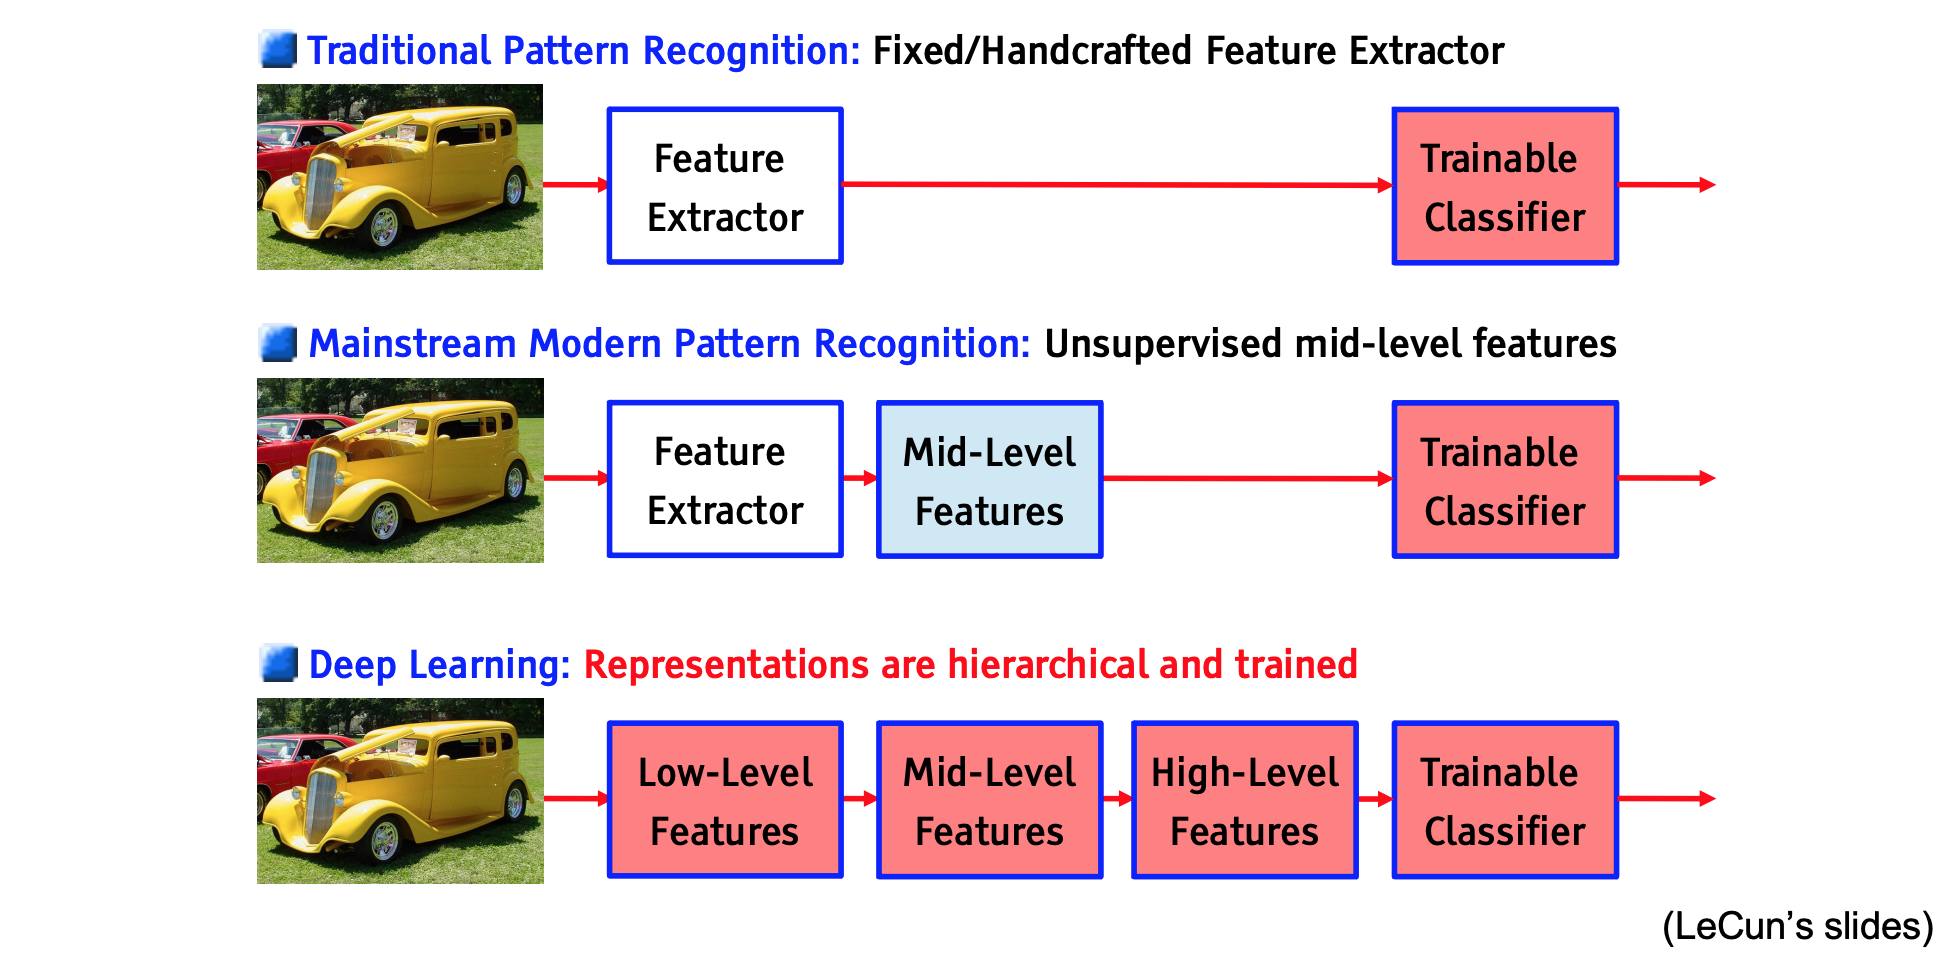 Traditional Pattern Recognition: Fixed/Handcrafted Feature Extractor
Feature
Extractor
Trainable
Classifier
Mainstream Modern Pattern Recognition: Unsupervised mid-level features
Feature
Extractor
Mid-Level
Features
Trainable
Classifier
Deep Learning: Representations are hierarchical and trained
Low-Level
Features
Mid-Level
Features
High-Level
Features
Trainable
Classifier
(LeCun’s slides)